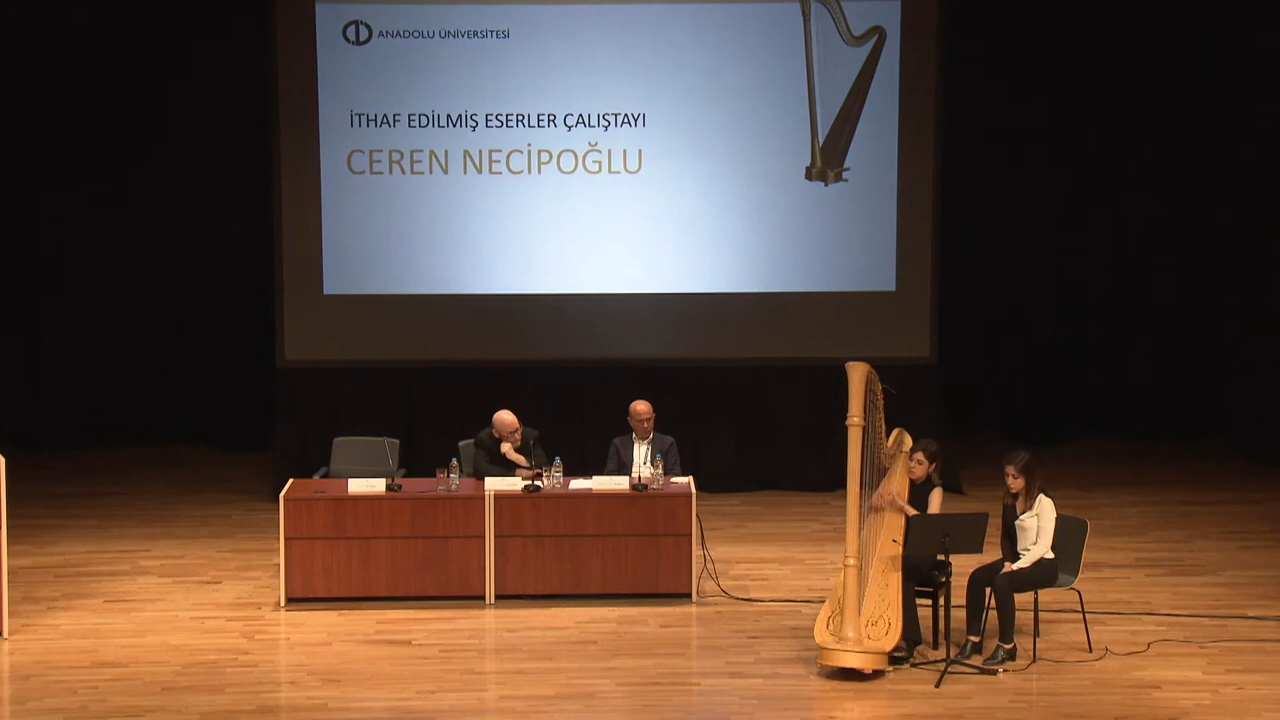 ANADOLU ÜNİVERSİTESİ
İTHAF EDİLMİŞ ESERLER ÇALIŞTAYI
CEREN NECİPOĞLU